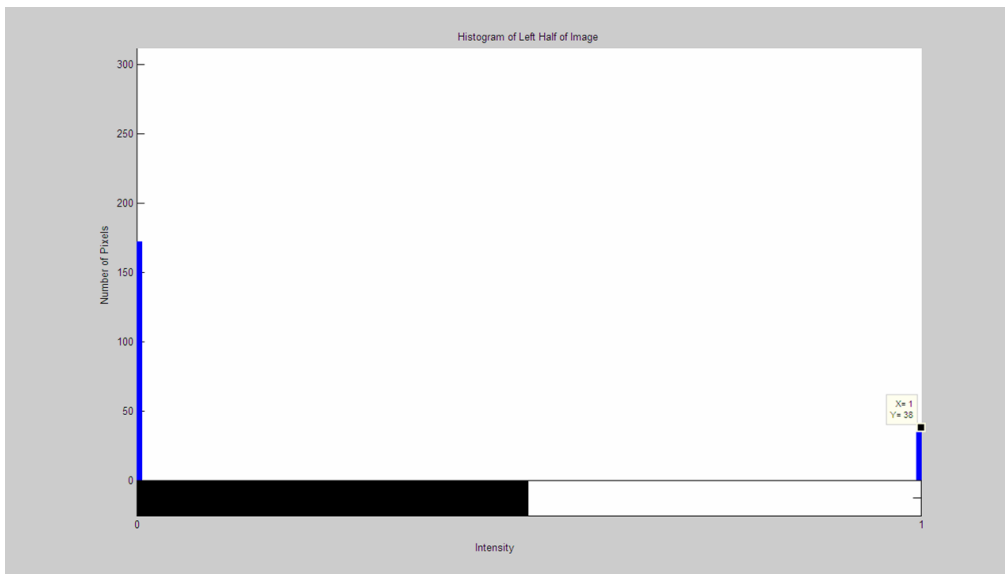 Histogram of Left Half of Image
300
250
200
150
100
50
0
Number of Pixels
X= 1
Y= 38
0
1
Intensity